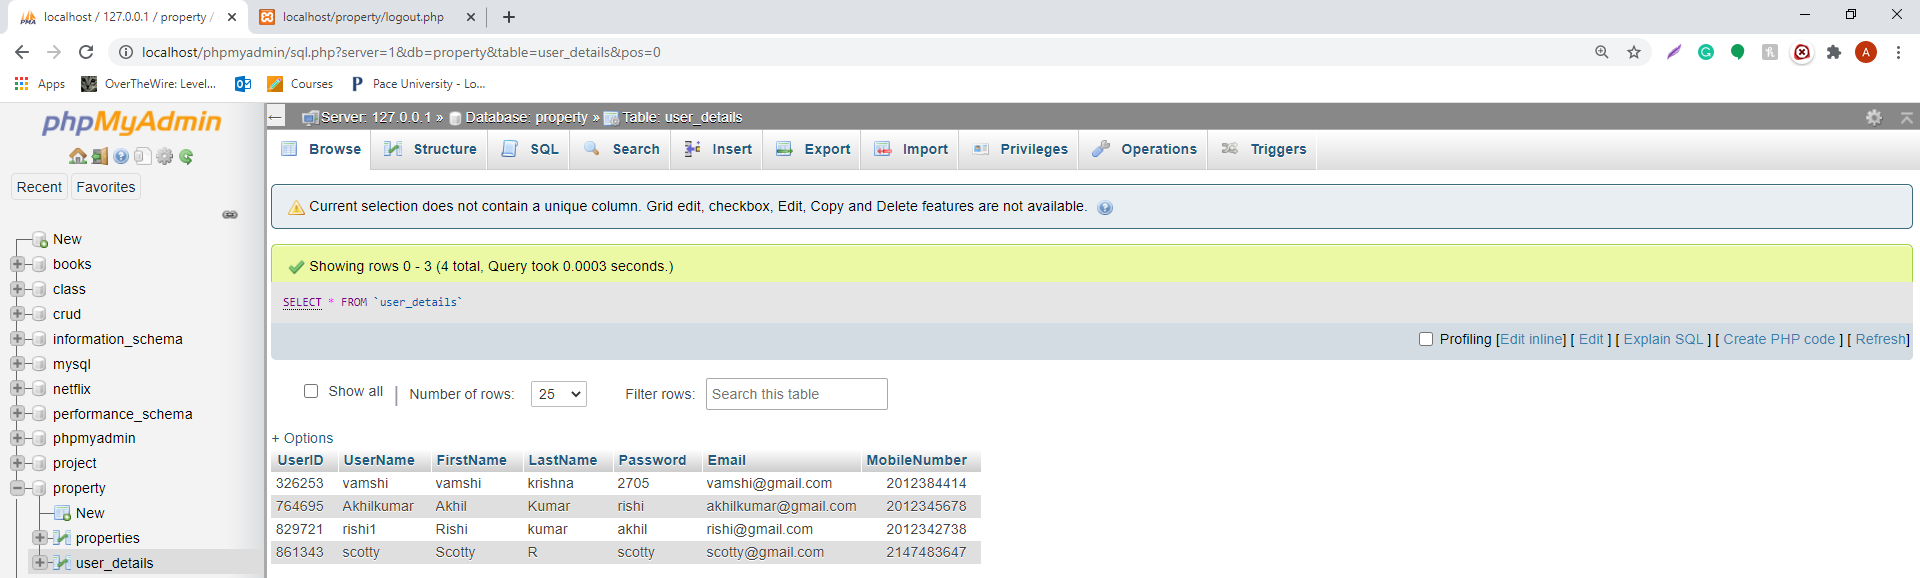 localhost / 127.0.0.1 / property /
localhost/property/logout.php
localhost/phpmyadmin/sql.php?server=1&db=property&table=user_details&pos=0
A
Apps
OverTheWire: Level...
Courses
Pace University - Lo...
phpMyAdmin
Server: 127.0.0.1 » Database: property » Table: user_details
Browse Structure SQL Search Insert Export Import Privileges Operations Triggers
Recent Favorites
Current selection does not contain a unique column. Grid edit, checkbox, Edit, Copy and Delete features are not available.
Showing rows 0 - 3 (4 total, Query took 0.0003 seconds.)
SELECT * FROM `user_details`
Profiling [Edit inline] [ Edit ] [ Explain SQL ] [ Create PHP code ] [ Refresh]
Show all | Number of rows: 25 Filter rows: Search this table
+ Options
UserID UserName FirstName LastName Password Email MobileNumber
326253 vamshi vamshi krishna 2705 vamshi@gmail.com 2012384414
764695 Akhilkumar Akhil Kumar rishi akhilkumar@gmail.com 2012345678
829721 rishi1 Rishi kumar akhil rishi@gmail.com 2012342738
861343 scotty Scotty R scotty scotty@gmail.com 2147483647
New
books
class
crud
information_schema
mysql
netflix
performance_schema
phpmyadmin
project
property
New
properties
user_details